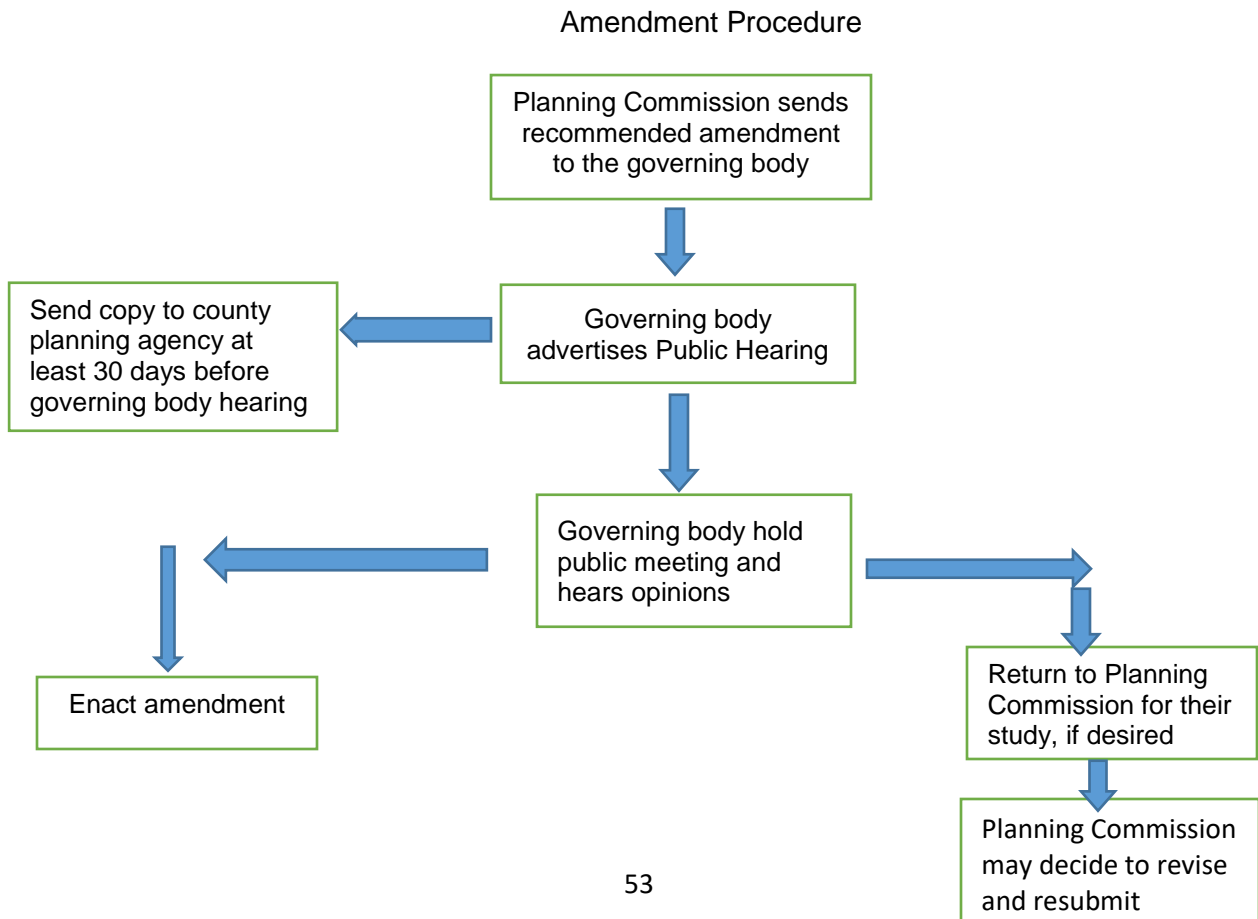 Amendment Procedure
Planning Commission sends
recommended amendment
to the governing body
Send copy to county
planning agency at
least 30 days before
governing body hearing
Governing body
advertises Public Hearing
Governing body hold
public meeting and
hears opinions
Enact amendment
Return to Planning
Commission for their
study, if desired
Planning Commission
may decide to revise
and resubmit
53